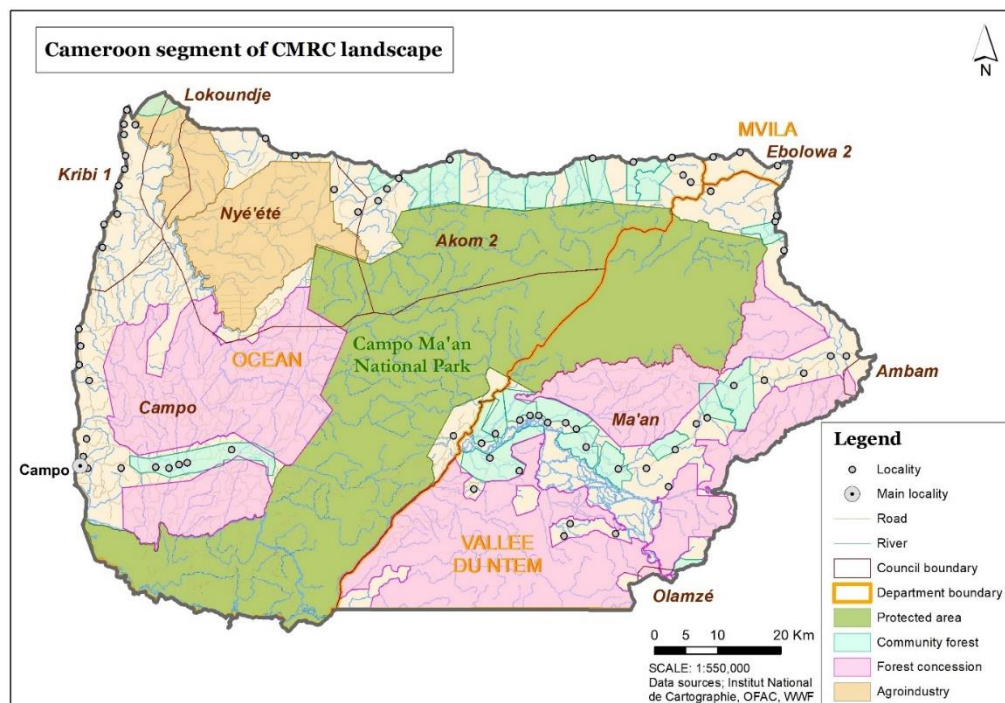 Cameroon segment of CMRC landscape
N
Lokoundje
MVILA
Ebolowa 2
Kribi 1
Nyé'été
Akom 2
Campo Ma'an
National Park
OCEAN
Ambam
Campo
Ma'an
Campo
VALLEE
DU NTEM
Olamzé
0 5 10 20 Km
SCALE: 1:550,000
Data sources; Institut National
de Cartographie, OFAC, WWF
Legend
Locality
Main locality
Road
River
Council boundary
Department boundary
Protected area
Community forest
Forest concession
Agroindustry